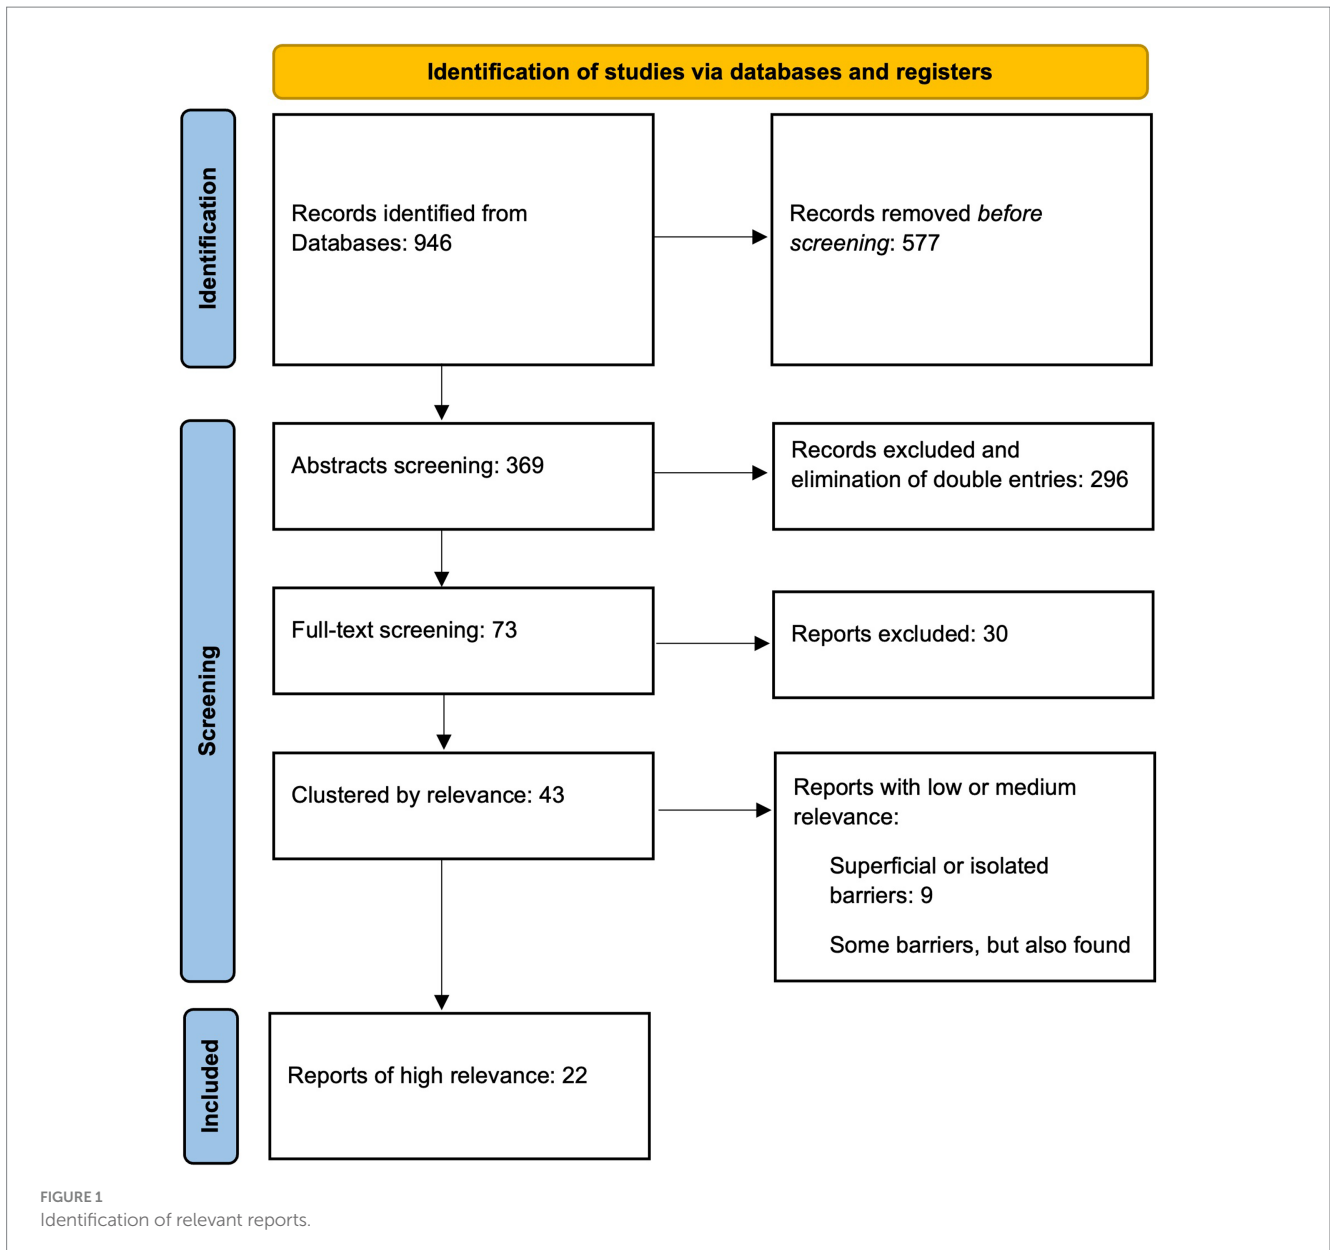 Identification of studies via databases and registers
Identification
Records identified from
Databases: 946
Records removed before
screening: 577
Screening
Abstracts screening: 369
Records excluded and
elimination of double entries: 296
Full-text screening: 73
Reports excluded: 30
Clustered by relevance: 43
Reports with low or medium
relevance:
Superficial or isolated
barriers: 9
Some barriers, but also found
Included
Reports of high relevance: 22
FIGURE 1
Identification of relevant reports.